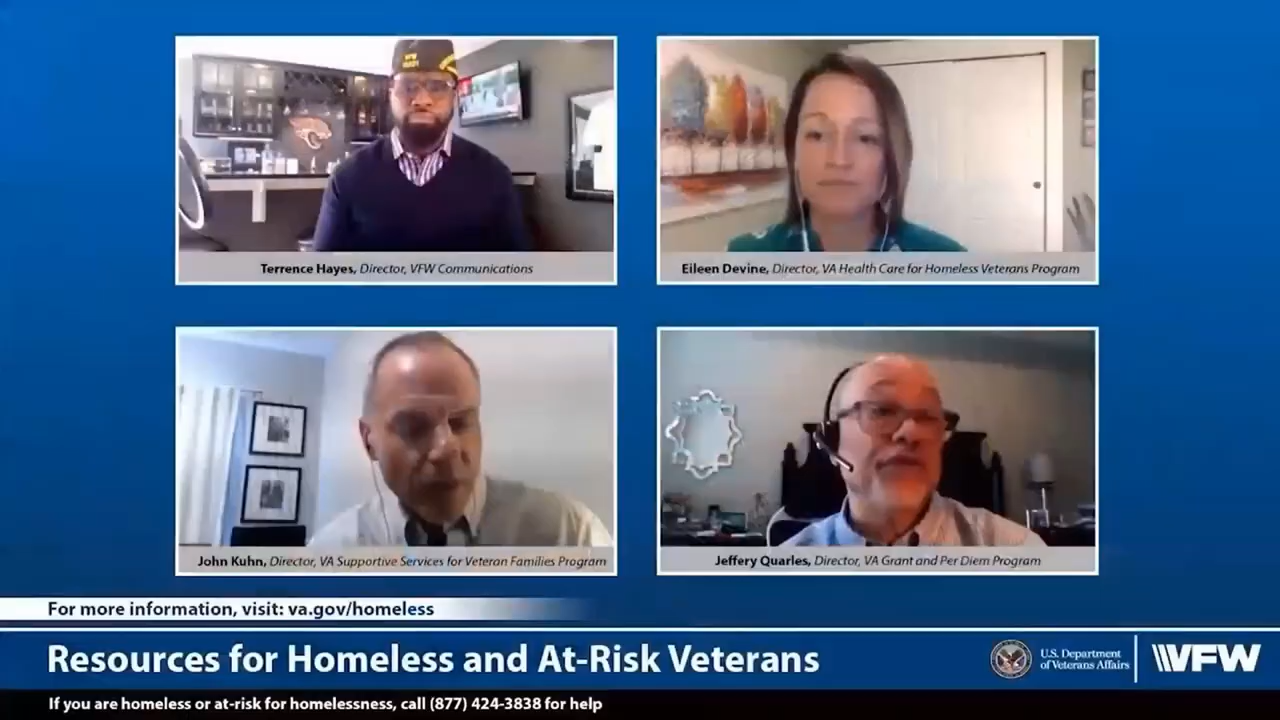 Terrence Hayes, Director, VFW Communications
Eileen Devine, Director, VA Health Care for Homeless Veterans Program
John Kuhn, Director, VA Supportive Services for Veteran Families Program
Jeffery Quarles, Director, VA Grant and Per Diem Program
For more information, visit: va.gov/homeless
Resources for Homeless and At-Risk Veterans
U.S. Department
of Veterans Affairs
VFW
If you are homeless or at-risk for homelessness, call (877) 424-3838 for help